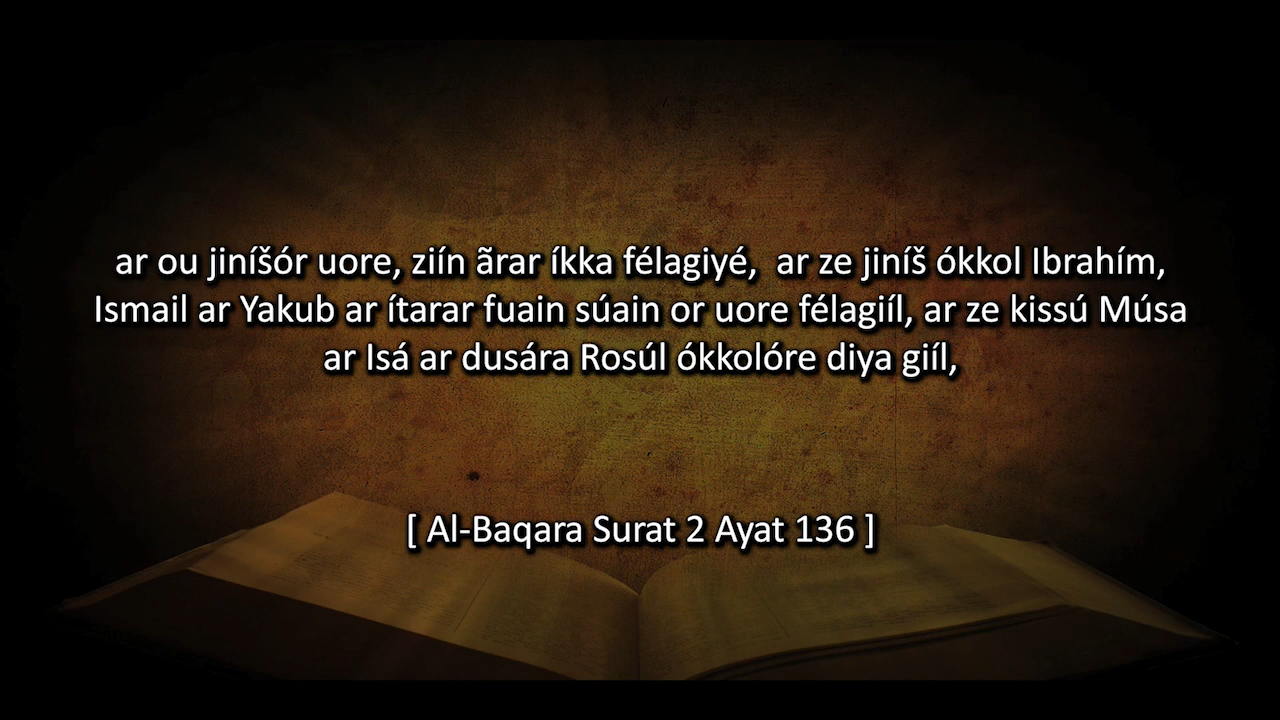 ar ou jiníšór uore, ziín ãrar íkka félagiyé,  ar ze jiníš ókkol Ibrahím,
Ismail ar Yakub ar ítarar fuain súain or uore félagiíl, ar ze kissú Músa
ar Isá ar dusára Rosúl ókkolóre diya giíl,
[ Al-Baqara Surat 2 Ayat 136 ]